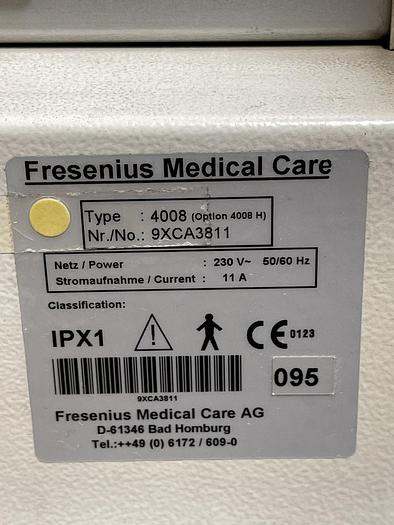 Fresenius Medical Care
Type : 4008 (Option 4008 H)
Nr./No.: 9XCA3811
Netz / Power : 230 V~ 50/60 Hz
Stromaufnahme / Current : 11 A
Classification:
IPX1 CE 0123
9XCA3811
095
Fresenius Medical Care AG
D-61346 Bad Homburg
Tel.:++49 (0) 6172 / 609-0